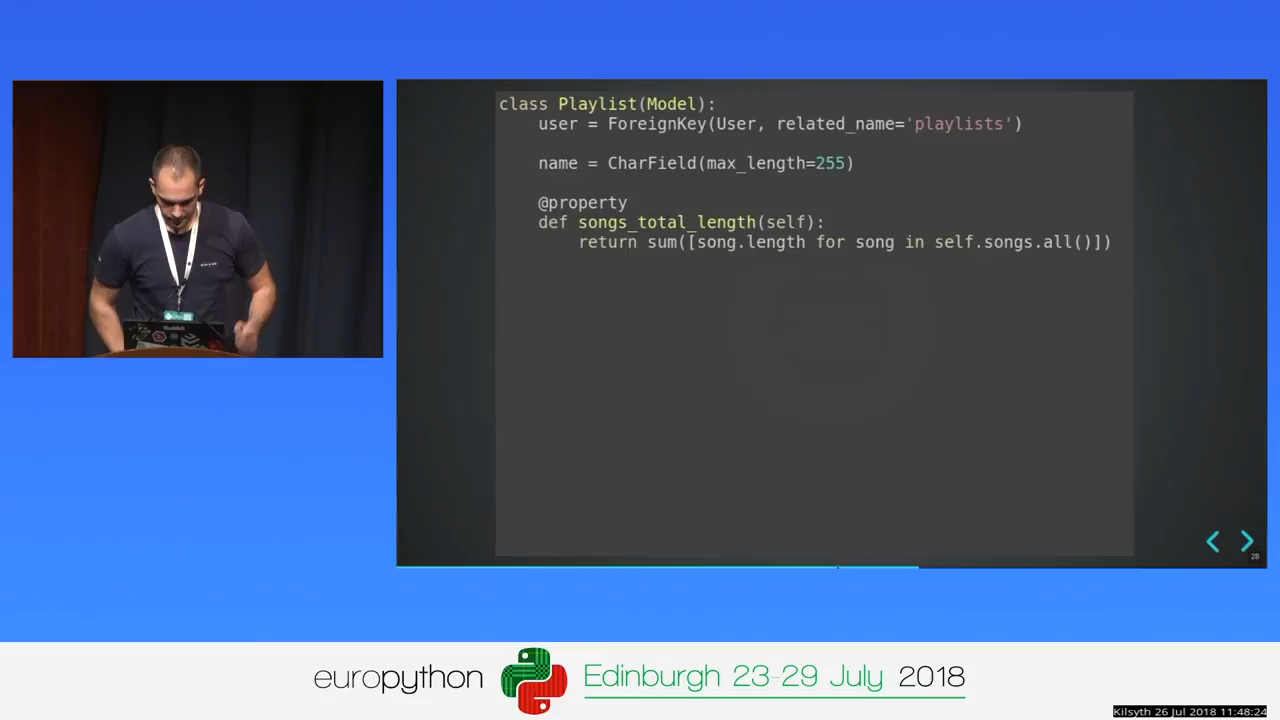 class Playlist(Model):
    user = ForeignKey(User, related_name='playlists')
    name = CharField(max_length=255)
    @property
    def songs_total_length(self):
        return sum([song.length for song in self.songs.all()])
28
europython
Edinburgh 23-29 July 2018
Kilsyth 26 Jul 2018 11:48:24